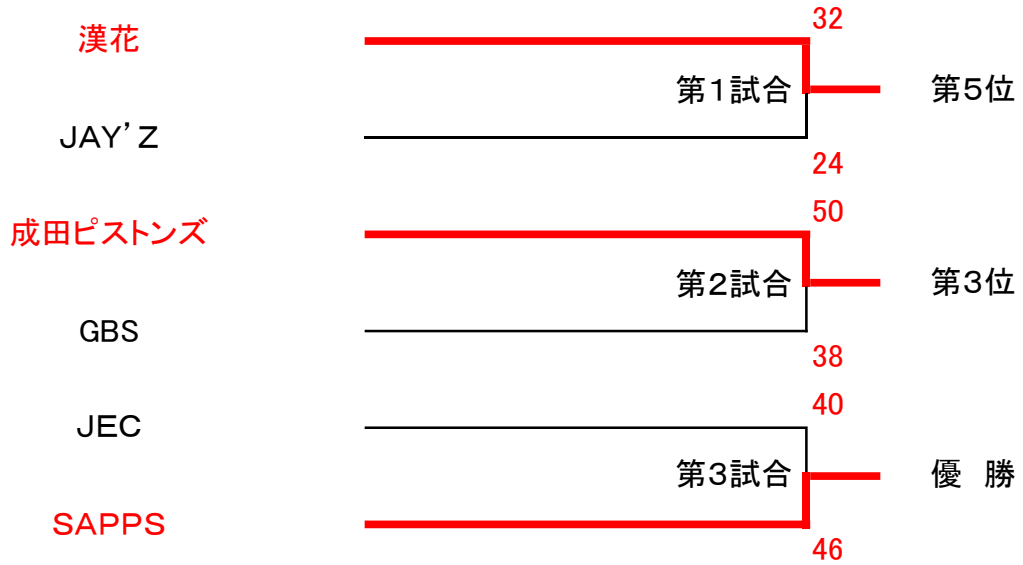 32
漢花
第1試合
第5位
JAY'Z
24
50
成田ピストンズ
第2試合
第3位
GBS
38
40
JEC
第3試合
優 勝
SAPPS
46